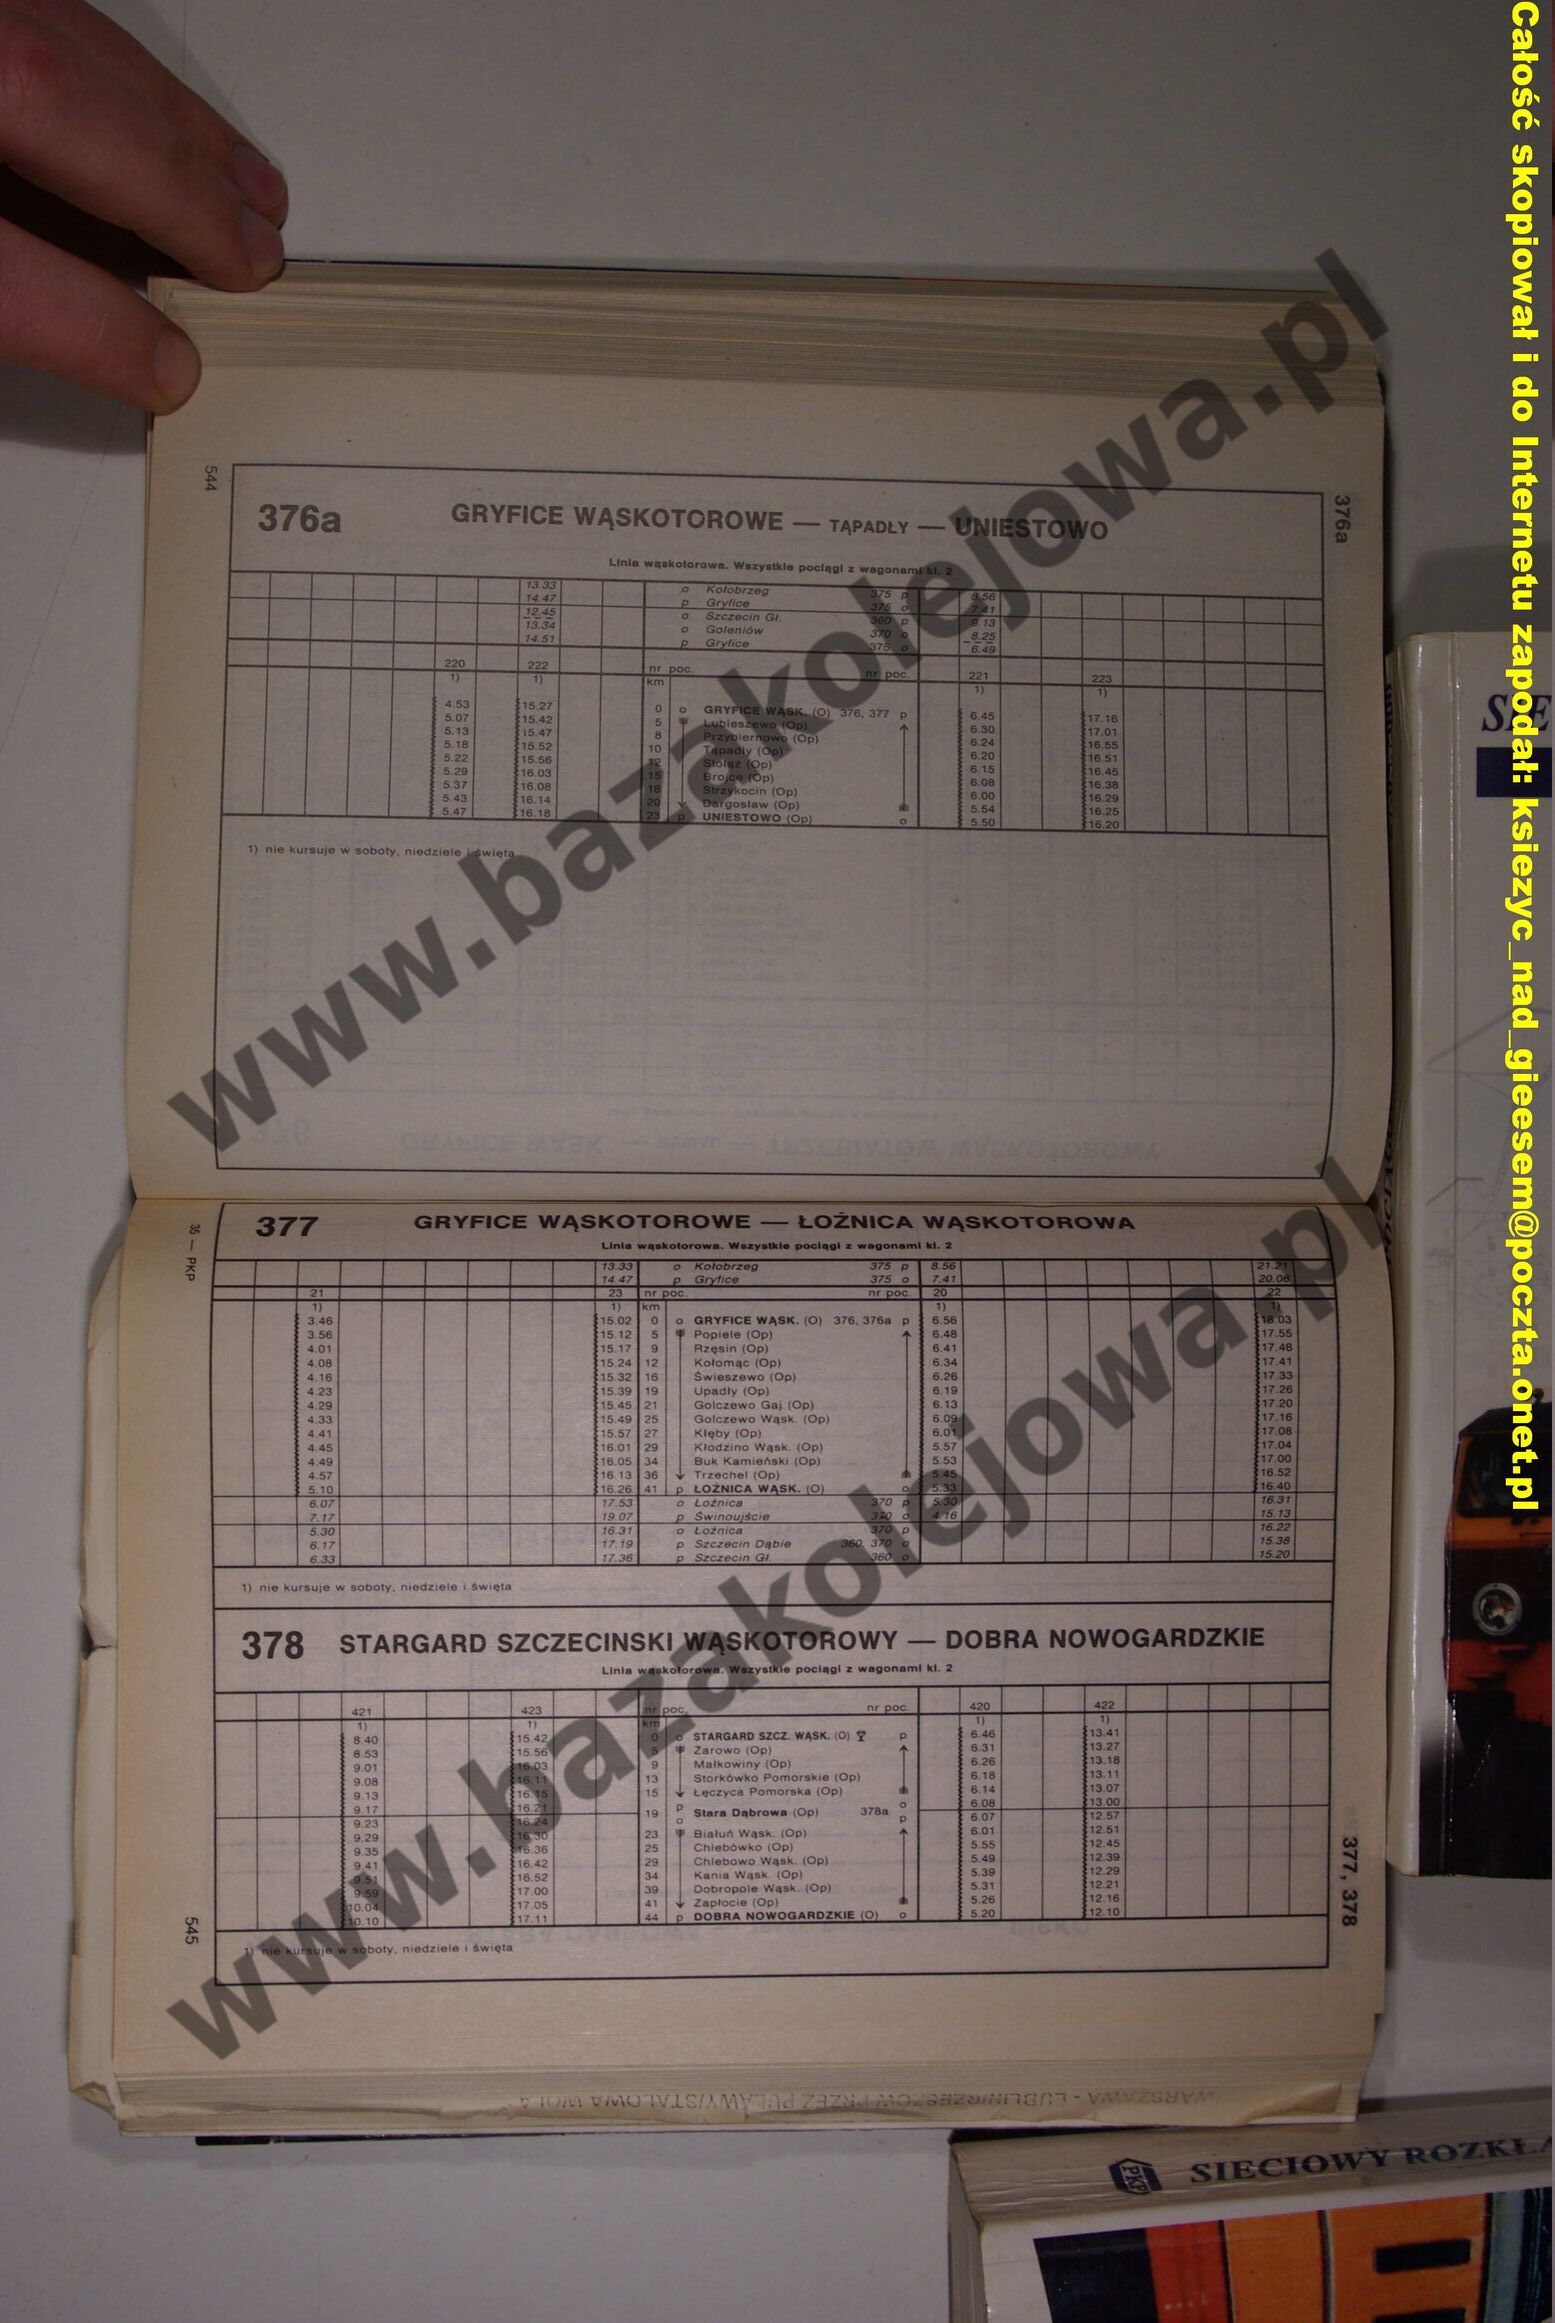 544
376a GRYFICE WĄSKOTOROWE — TĄPADŁY — UNIESTOWO
376a
Linia wąskotorowa. Wszystkie pociągi z wagonami kl. 2
13.33 o Kołobrzeg 375 p 8.56
14.47 p Gryfice 375 o 7.41
12.45 o Szczecin Gł. 360 p 9.13
13.34 o Goleniów 370 o 8.25
14.51 p Gryfice 375 o 6.49
220 222 nr poc. nr poc. 221 223
1) 1) km 1) 1)
4.53 15.27 0 o GRYFICE WĄSK. (O) 376, 377 p 6.45 17.16
5.07 15.42 5 Lubieszewo (Op) 6.30 17.01
5.13 15.47 8 Przybiernowo (Op) 6.24 16.55
5.18 15.52 10 Tąpadły (Op) 6.20 16.51
5.22 15.56 12 Stołąż (Op) 6.15 16.45
5.29 16.03 15 Brojce (Op) 6.08 16.38
5.37 16.08 18 Strzykocin (Op) 6.00 16.29
5.43 16.14 20 Dargosław (Op) 5.54 16.25
5.47 16.18 23 p UNIESTOWO (Op) o 5.50 16.20
1) nie kursuje w soboty, niedziele i święta
35 — PKP
377 GRYFICE WĄSKOTOROWE — ŁOŹNICA WĄSKOTOROWA
Linia wąskotorowa. Wszystkie pociągi z wagonami kl. 2
13.33 o Kołobrzeg 375 p 8.56 21.21
14.47 p Gryfice 375 o 7.41 20.06
21 23 nr poc. nr poc. 20 22
1) 1) km 1) 1)
3.46 15.02 0 o GRYFICE WĄSK. (O) 376, 376a p 6.56 18.03
3.56 15.12 5 Popiele (Op) 6.48 17.55
4.01 15.17 9 Rzęsin (Op) 6.41 17.48
4.08 15.24 12 Kołomąc (Op) 6.34 17.41
4.16 15.32 16 Świeszewo (Op) 6.26 17.33
4.23 15.39 19 Upadły (Op) 6.19 17.26
4.29 15.45 21 Golczewo Gaj (Op) 6.13 17.20
4.33 15.49 25 Golczewo Wąsk. (Op) 6.09 17.16
4.41 15.57 27 Kłęby (Op) 6.01 17.08
4.45 16.01 29 Kłodzino Wąsk. (Op) 5.57 17.04
4.49 16.05 34 Buk Kamieński (Op) 5.53 17.00
4.57 16.13 36 Trzechel (Op) 5.45 16.52
5.10 16.26 41 p ŁOŹNICA WĄSK. (O) o 5.33 16.40
6.07 17.53 o Łoźnica 370 p 5.30 16.31
7.17 19.07 p Świnoujście 370 o 4.16 15.13
5.30 16.31 o Łoźnica 370 p 16.22
6.17 17.19 p Szczecin Dąbie 360, 370 o 15.38
6.33 17.36 p Szczecin Gł. 360 o 15.20
1) nie kursuje w soboty, niedziele i święta
378 STARGARD SZCZECINSKI WĄSKOTOROWY — DOBRA NOWOGARDZKIE
Linia wąskotorowa. Wszystkie pociągi z wagonami kl. 2
421 423 nr poc. nr poc. 420 422
1) 1) km 1) 1)
8.40 15.42 0 o STARGARD SZCZ. WĄSK. (O) p 6.46 13.41
8.53 15.56 5 Żarowo (Op) 6.31 13.27
9.01 16.03 9 Małkowiny (Op) 6.26 13.18
9.08 16.11 13 Storkówko Pomorskie (Op) 6.18 13.11
9.13 16.15 15 Łęczyca Pomorska (Op) 6.14 13.07
9.17 16.21 19 p Stara Dąbrowa (Op) 378a o 6.08 13.00
9.23 16.24 o p 6.07 12.57
9.29 16.30 23 Białuń Wąsk. (Op) 6.01 12.51
9.35 16.36 25 Chlebówko (Op) 5.55 12.45
9.41 16.42 29 Chlebowo Wąsk. (Op) 5.49 12.39
9.51 16.52 34 Kania Wąsk. (Op) 5.39 12.29
9.59 17.00 39 Dobropole Wąsk. (Op) 5.31 12.21
10.04 17.05 41 Zapłocie (Op) 5.26 12.16
10.10 17.11 44 p DOBRA NOWOGARDZKIE (O) o 5.20 12.10
1) nie kursuje w soboty, niedziele i święta
377, 378
545
www.bazakolejowa.pl
www.bazakolejowa.pl
Całość skopiował i do Internetu zapodał: ksiezyc_nad_gieesem@poczta.onet.pl
WARSZAWA - LUBLIN/RZESZÓW PRZEZ PUŁAWY/STALOWA WOLA
PKP SIECIOWY ROZKŁA
SIE